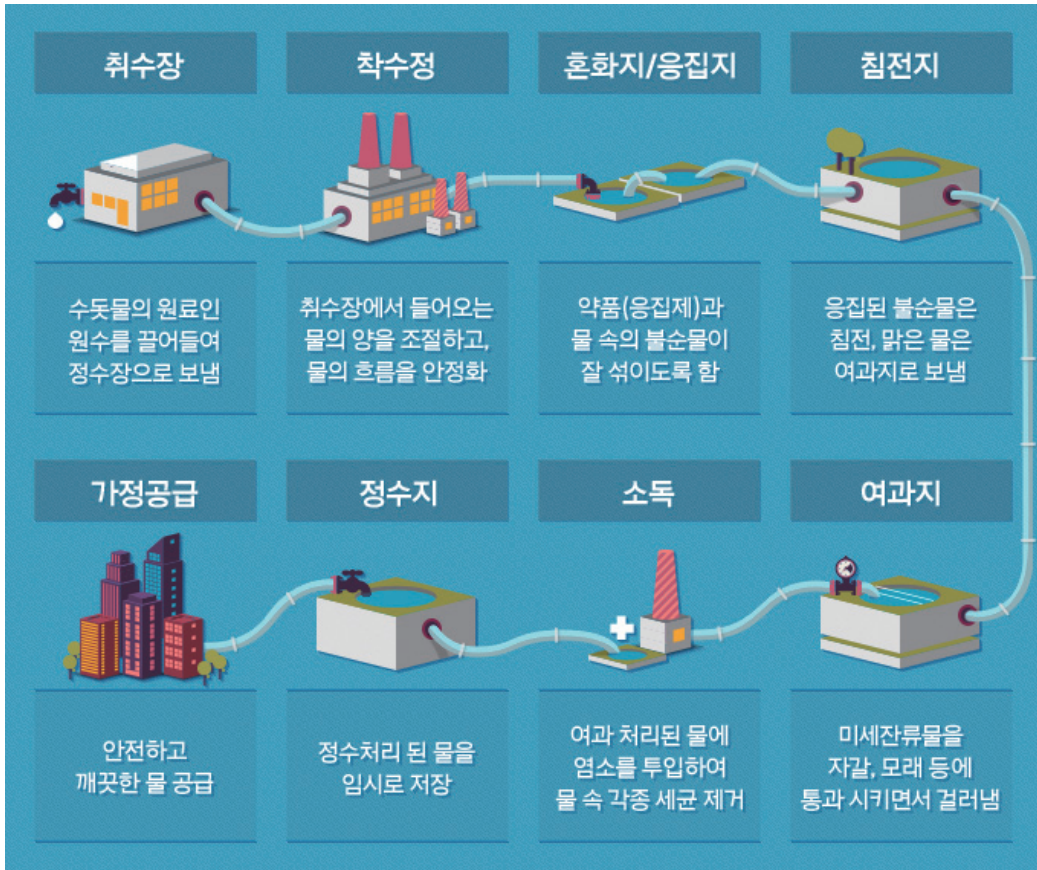 취수장
착수정
혼화지/응집지
침전지
수돗물의 원료인
원수를 끌어들여
정수장으로 보냄
취수장에서 들어오는
물의 양을 조절하고,
물의 흐름을 안정화
약품(응집제)과
물 속의 불순물이
잘 섞이도록 함
응집된 불순물은
침전, 맑은 물은
여과지로 보냄
가정공급
정수지
소독
여과지
안전하고
깨끗한 물 공급
정수처리 된 물을
임시로 저장
여과 처리된 물에
염소를 투입하여
물 속 각종 세균 제거
미세잔류물을
자갈, 모래 등에
통과 시키면서 걸러냄